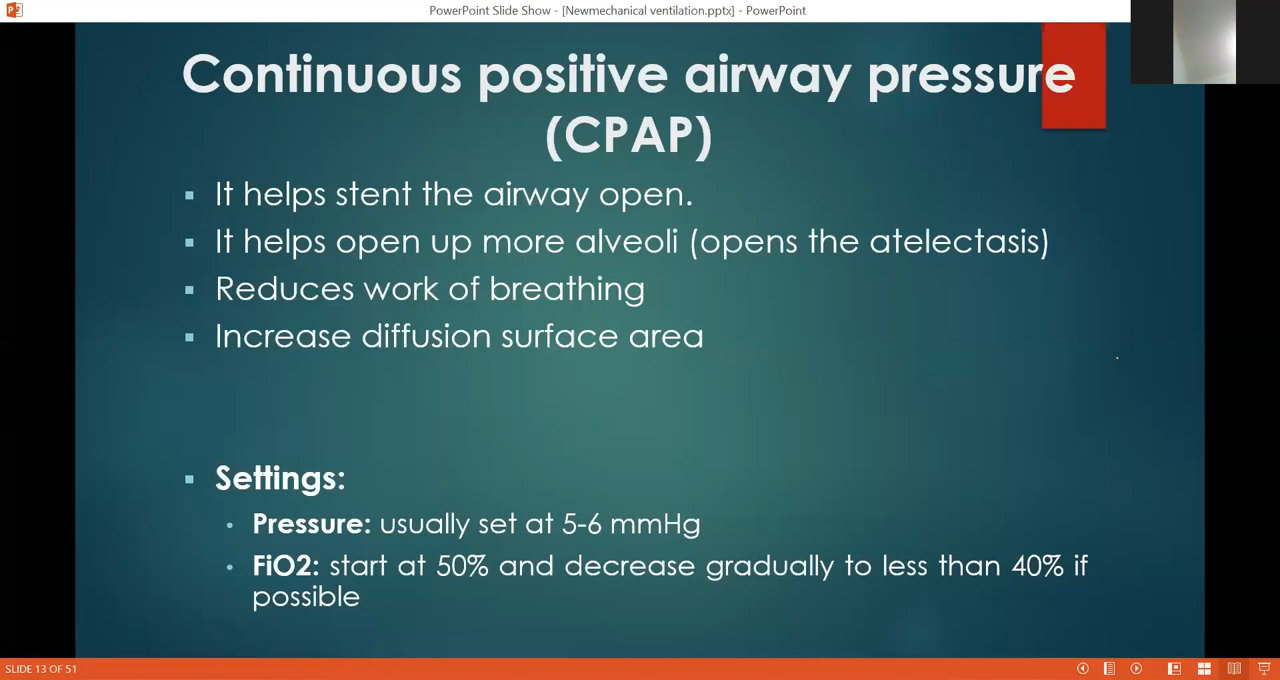 PowerPoint Slide Show - [Newmechanical ventilation.pptx] - PowerPoint
Continuous positive airway pressure
(CPAP)
It helps stent the airway open.
It helps open up more alveoli (opens the atelectasis)
Reduces work of breathing
Increase diffusion surface area
Settings:
Pressure: usually set at 5-6 mmHg
FiO2: start at 50% and decrease gradually to less than 40% if
possible
SLIDE 13 OF 51